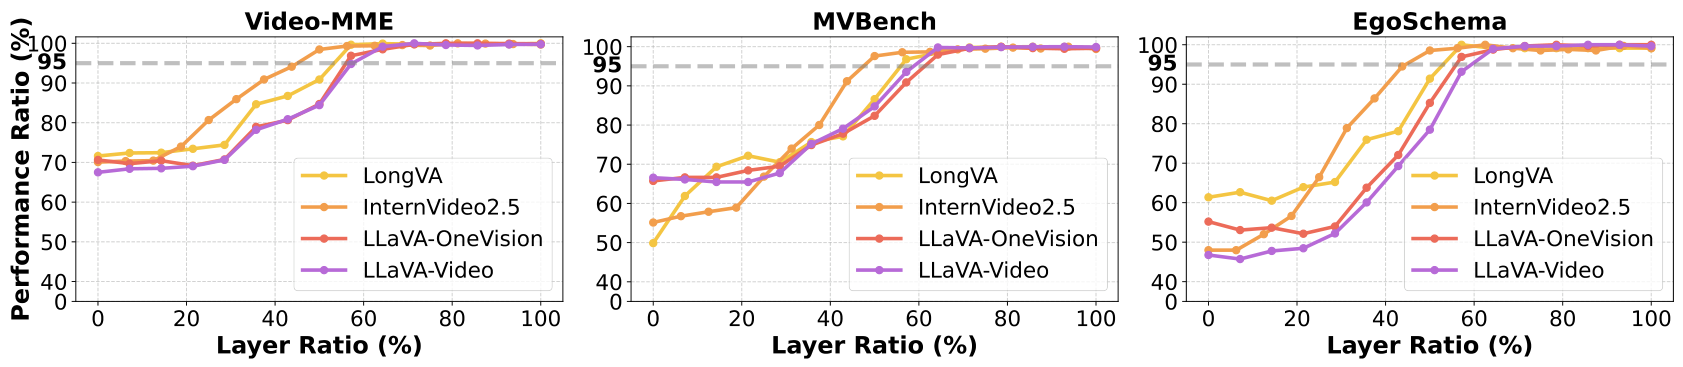 Video-MME
Performance Ratio (%)
100
95
90
80
70
60
50
40
0
0 20 40 60 80 100
Layer Ratio (%)
LongVA
InternVideo2.5
LLaVA-OneVision
LLaVA-Video
MVBench
100
95
90
80
70
60
50
40
0
0 20 40 60 80 100
Layer Ratio (%)
LongVA
InternVideo2.5
LLaVA-OneVision
LLaVA-Video
EgoSchema
100
95
90
80
70
60
50
40
0
0 20 40 60 80 100
Layer Ratio (%)
LongVA
InternVideo2.5
LLaVA-OneVision
LLaVA-Video